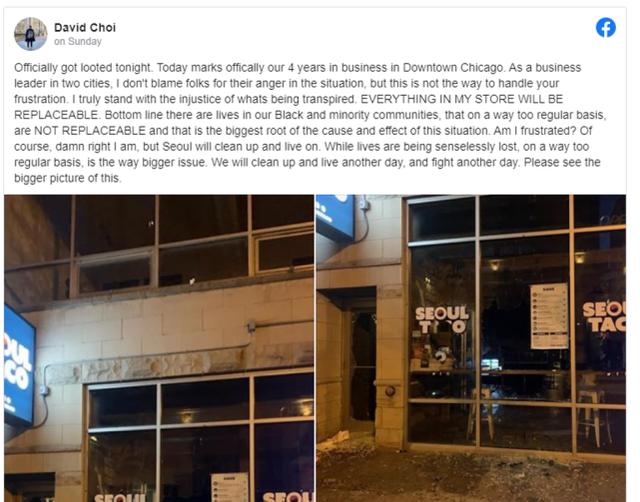 David Choi
on Sunday
Officially got looted tonight. Today marks offically our 4 years in business in Downtown Chicago. As a business
leader in two cities, I don't blame folks for their anger in the situation, but this is not the way to handle your
frustration. I truly stand with the injustice of whats being transpired. EVERYTHING IN MY STORE WILL BE
REPLACEABLE. Bottom line there are lives in our Black and minority communities, that on a way too regular basis,
are NOT REPLACEABLE and that is the biggest root of the cause and effect of this situation. Am I frustrated? Of
course, damn right I am, but Seoul will clean up and live on. While lives are being senselessly lost, on a way too
regular basis, is the way bigger issue. We will clean up and live another day, and fight another day. Please see the
bigger picture of this.
OUL
CO
SEOUL
SEOU
SEOUL
TACO
SEO
TAC